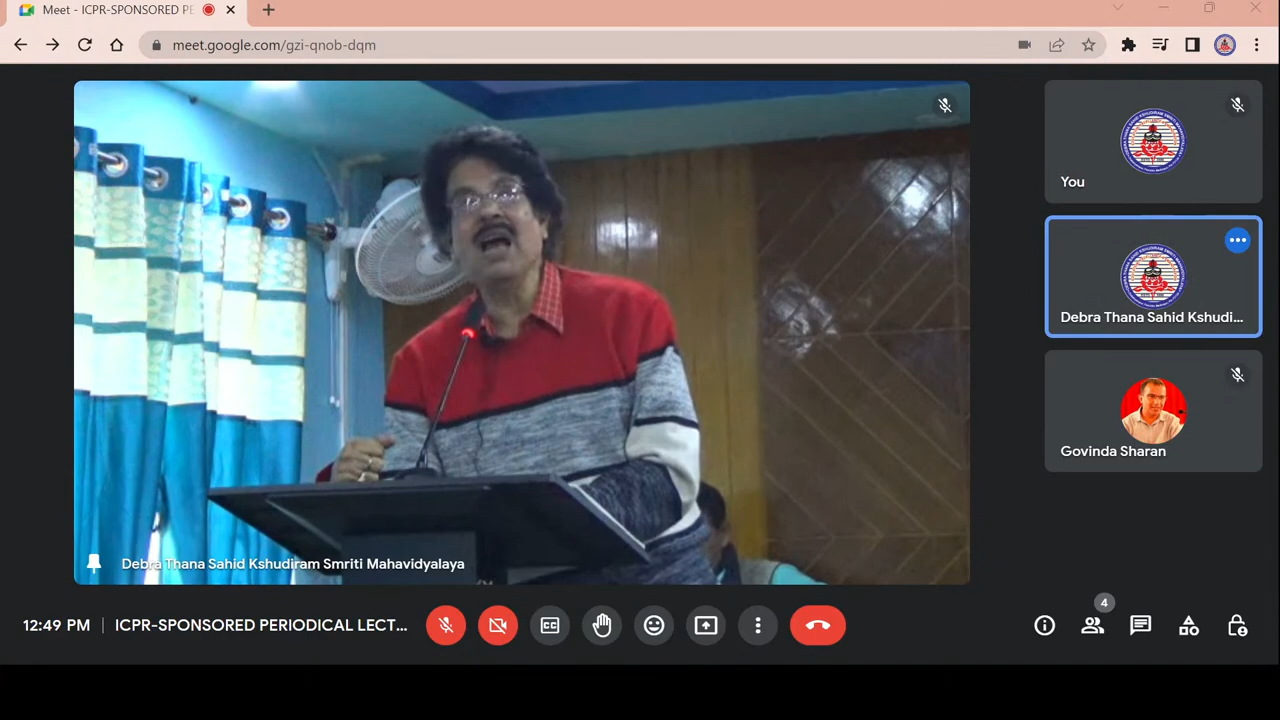 Meet - ICPR-SPONSORED PE
meet.google.com/gzi-qnob-dqm
You
Debra Thana Sahid Kshudi...
Govinda Sharan
Debra Thana Sahid Kshudiram Smriti Mahavidyalaya
4
12:49 PM | ICPR-SPONSORED PERIODICAL LECT...
CC